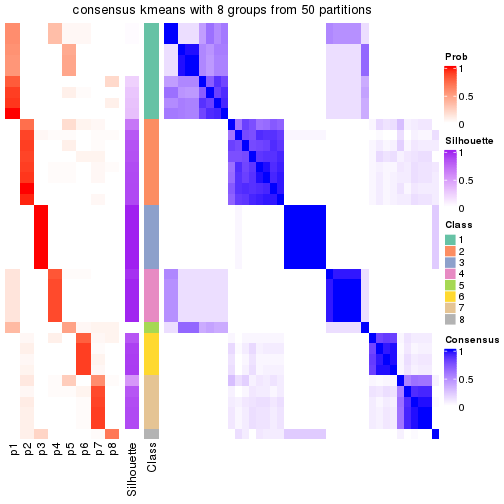 consensus kmeans with 8 groups from 50 partitions
Prob
1
0.5
0
Silhouette
1
0.5
0
Class
1
2
3
4
5
6
7
8
Consensus
1
0.5
0
p1
p2
p3
p4
p5
p6
p7
p8
Silhouette
Class